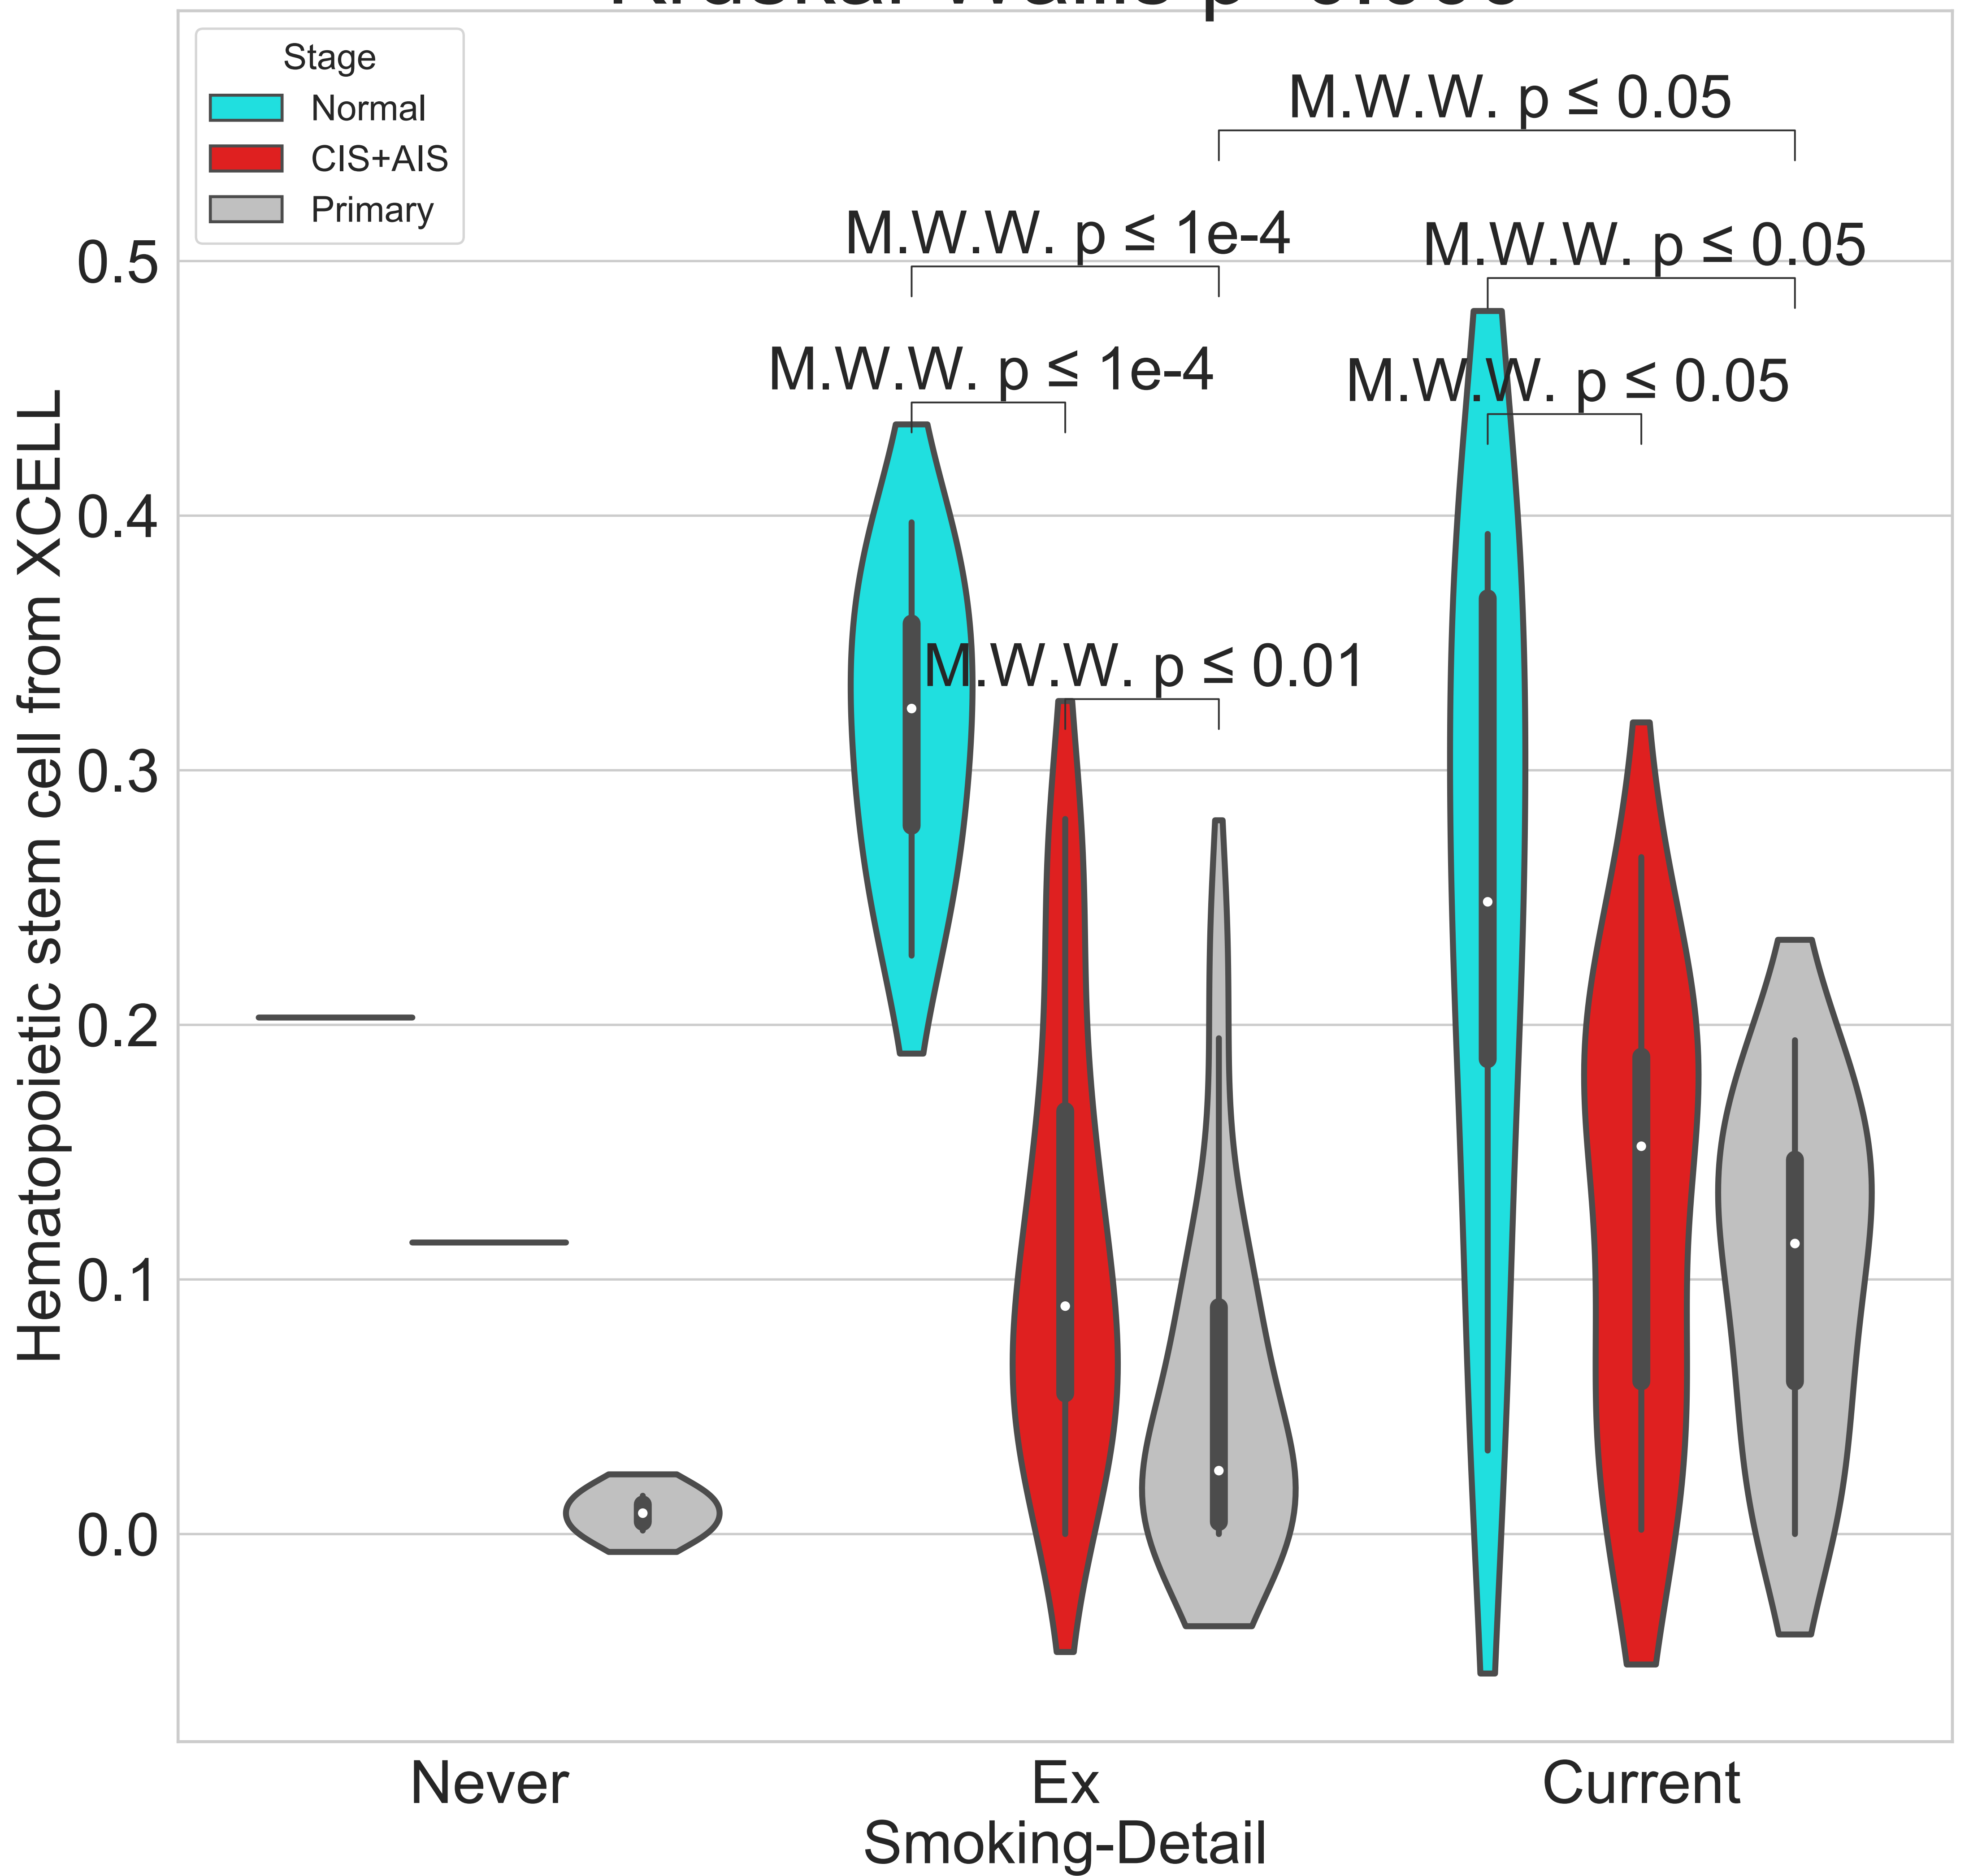 Stage
Normal
CIS+AIS
Primary
M.W.W. p ≤ 0.05
M.W.W. p ≤ 1e-4
M.W.W. p ≤ 0.05
M.W.W. p ≤ 1e-4
M.W.W. p ≤ 0.05
M.W.W. p ≤ 0.01
Hematopoietic stem cell from XCELL
0.5
0.4
0.3
0.2
0.1
0.0
Never
Ex
Current
Smoking-Detail